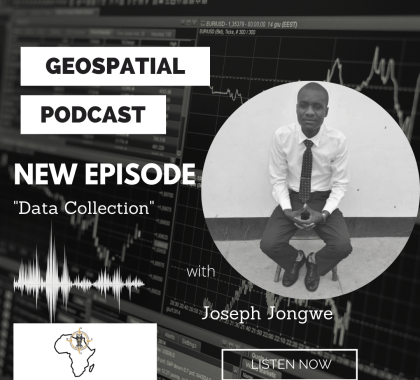 GEOSPATIAL
PODCAST
NEW EPISODE
"Data Collection"
with
Joseph Jongwe
LISTEN NOW